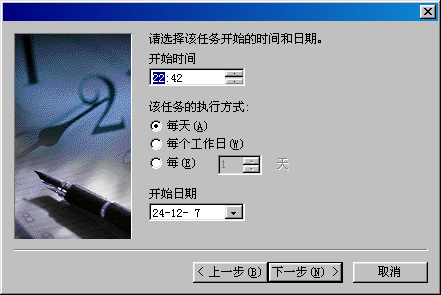 请选择该任务开始的时间和日期。
开始时间
22:42
该任务的执行方式:
每天(A)
每个工作日(W)
每(E) 1 天
开始日期
24-12- 7
< 上一步(B) 下一步(N) > 取消